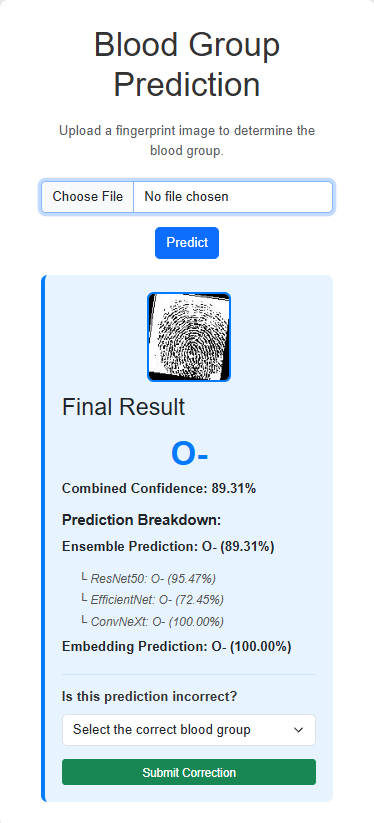 Blood Group
Prediction
Upload a fingerprint image to determine the
blood group.
Choose File No file chosen
Predict
Final Result
O-
Combined Confidence: 89.31%
Prediction Breakdown:
Ensemble Prediction: O- (89.31%)
└ ResNet50: O- (95.47%)
└ EfficientNet: O- (72.45%)
└ ConvNeXt: O- (100.00%)
Embedding Prediction: O- (100.00%)
Is this prediction incorrect?
Select the correct blood group
Submit Correction